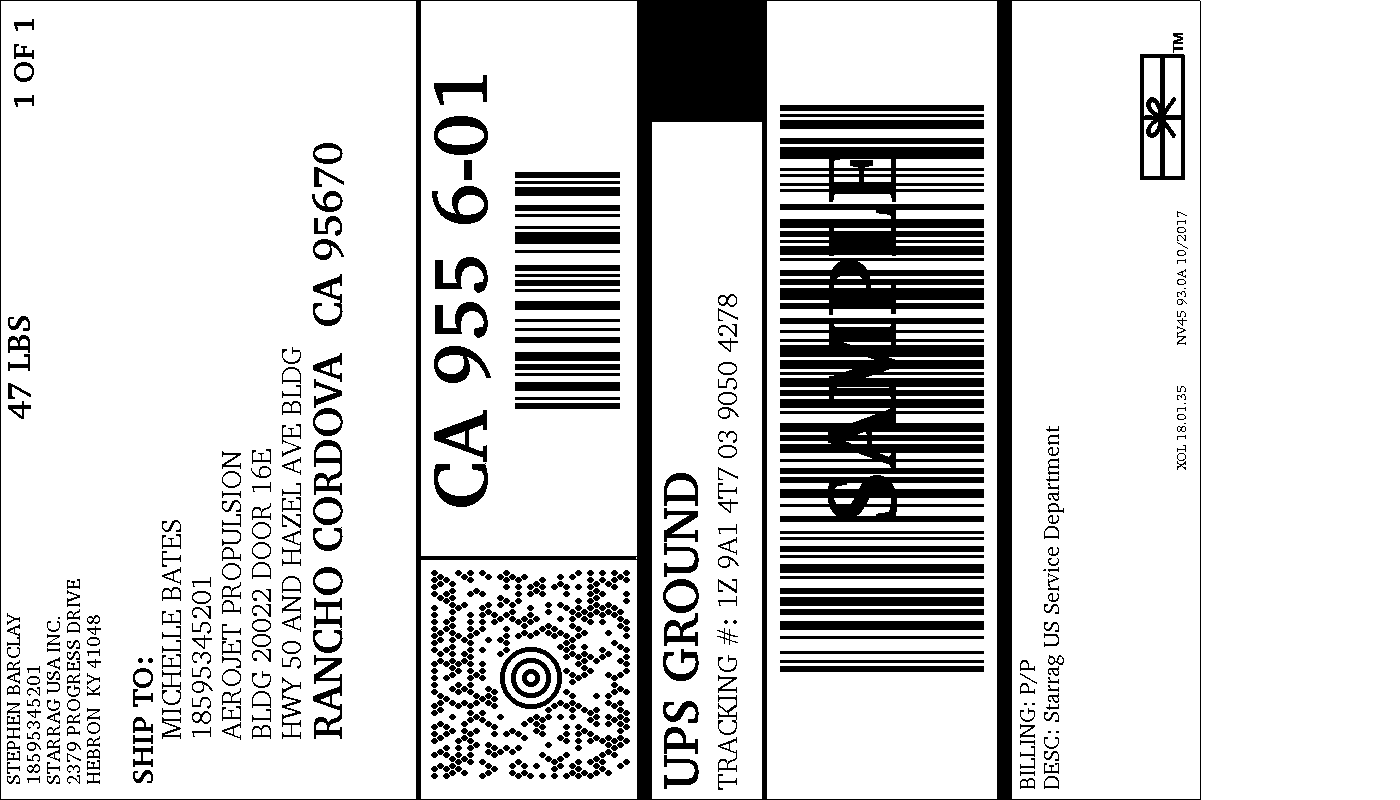 STEPHEN BARCLAY
18595345201
STARRAG USA INC.
2379 PROGRESS DRIVE
HEBRON KY 41048
47 LBS
1 OF 1
SHIP TO:
MICHELLE BATES
18595345201
AEROJET PROPULSION
BLDG 20022 DOOR 16E
HWY 50 AND HAZEL AVE BLDG
RANCHO CORDOVA CA 95670
CA 955 6-01
UPS GROUND
TRACKING #: 1Z 9A1 4T7 03 9050 4278
SAMPLE
BILLING: P/P
DESC: Starrag US Service Department
XOL 18.01.35 NV45 93.0A 10/2017
TM